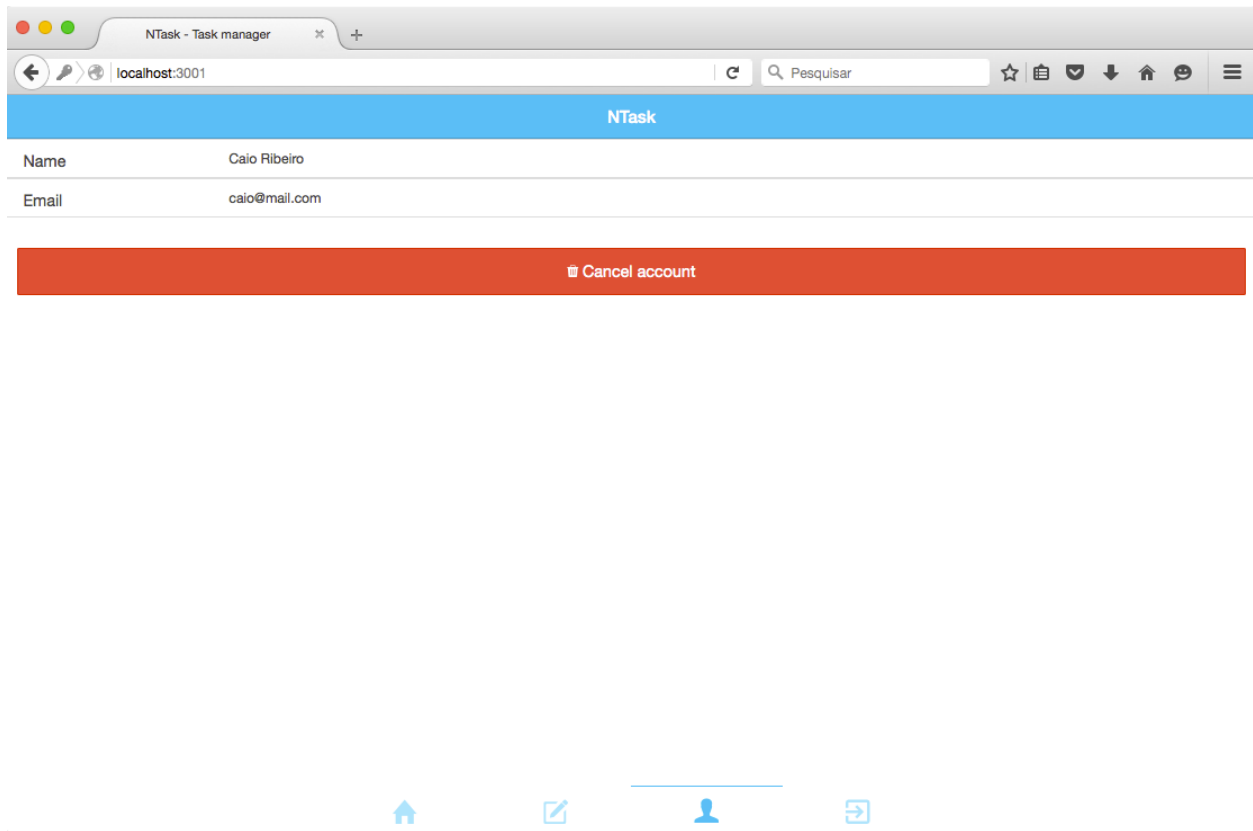 NTask - Task manager
localhost:3001
Pesquisar
NTask
Name Caio Ribeiro
Email caio@mail.com
Cancel account